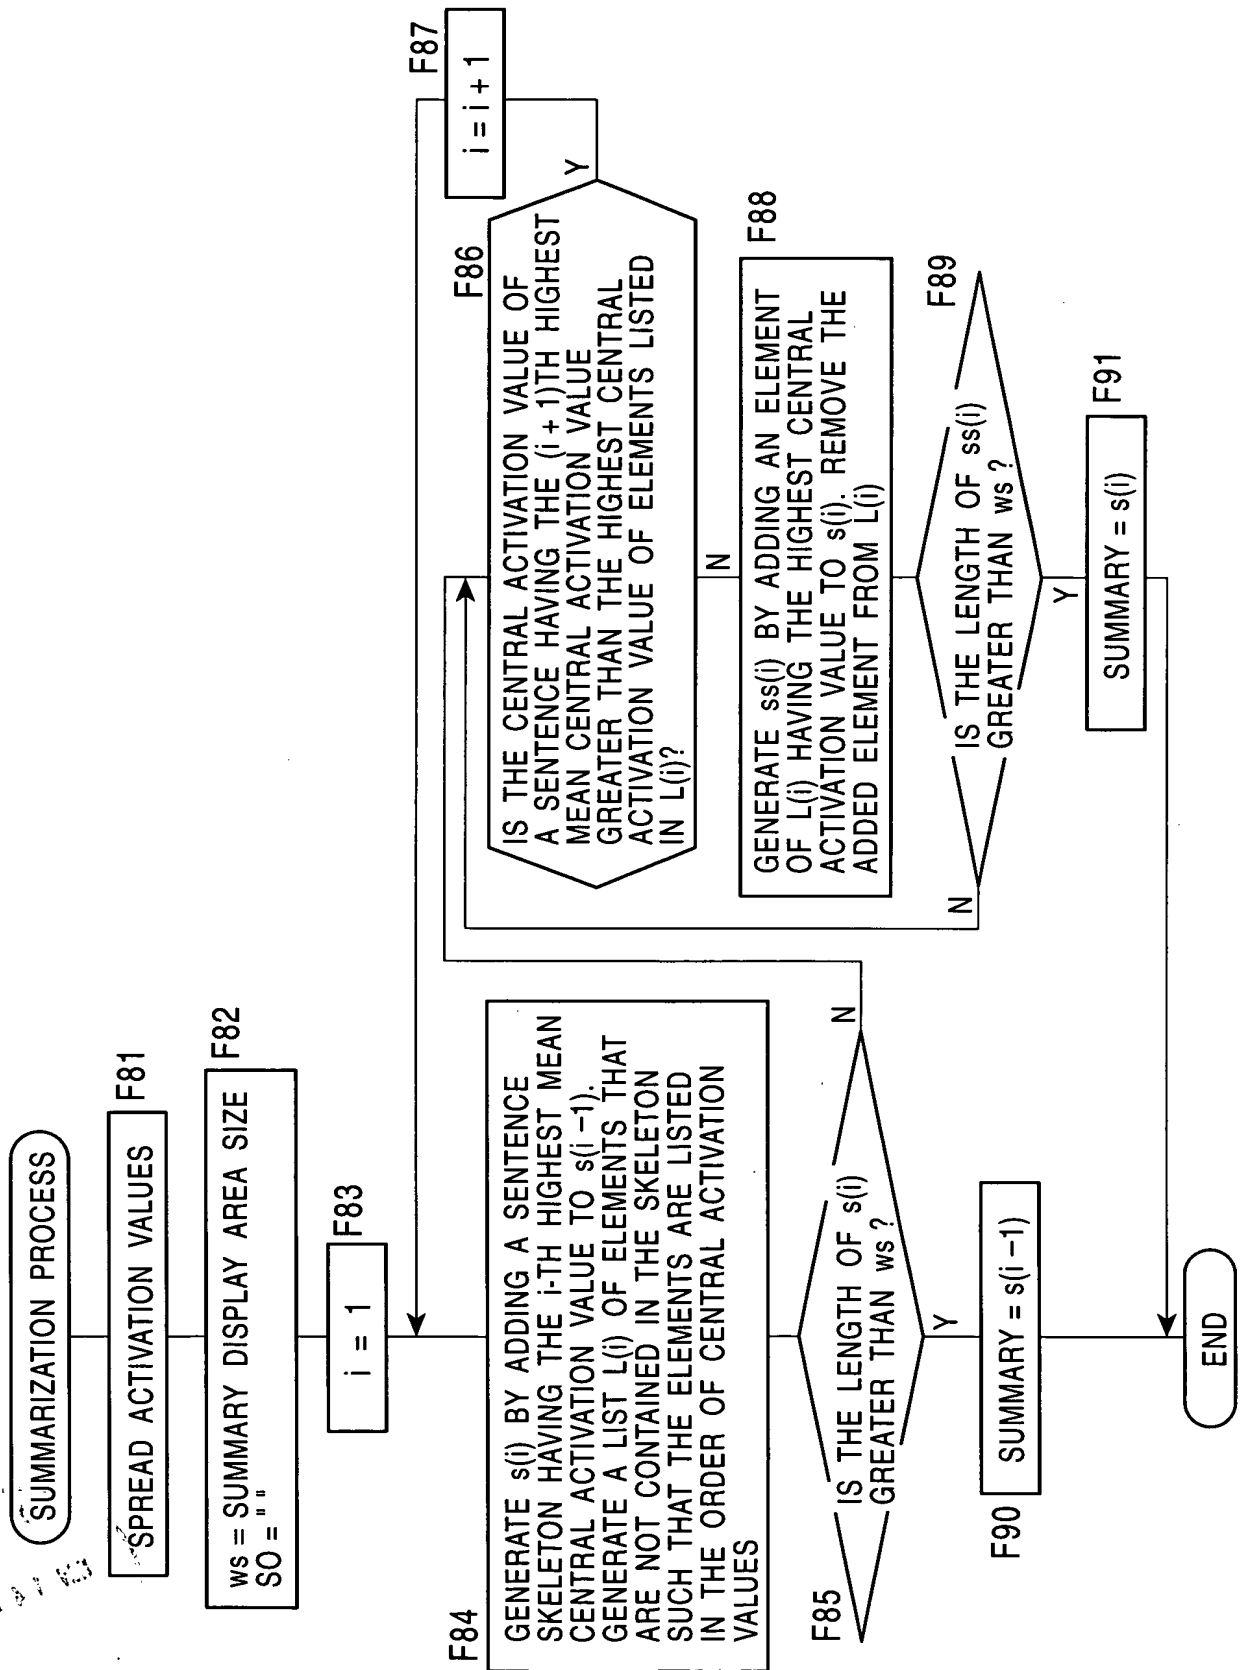 SUMMARIZATION PROCESS
SPREAD ACTIVATION VALUES
F81
ws = SUMMARY DISPLAY AREA SIZE
SO = " "
F82
i = 1
F83
F84
GENERATE s(i) BY ADDING A SENTENCE
SKELETON HAVING THE i-TH HIGHEST MEAN
CENTRAL ACTIVATION VALUE TO s(i −1).
GENERATE A LIST L(i) OF ELEMENTS THAT
ARE NOT CONTAINED IN THE SKELETON
SUCH THAT THE ELEMENTS ARE LISTED
IN THE ORDER OF CENTRAL ACTIVATION
VALUES
F85
IS THE LENGTH OF s(i)
GREATER THAN ws ?
N
Y
F90
SUMMARY = s(i −1)
END
F87
i = i + 1
Y
F86
IS THE CENTRAL ACTIVATION VALUE OF
A SENTENCE HAVING THE (i + 1)TH HIGHEST
MEAN CENTRAL ACTIVATION VALUE
GREATER THAN THE HIGHEST CENTRAL
ACTIVATION VALUE OF ELEMENTS LISTED
IN L(i)?
N
F88
GENERATE ss(i) BY ADDING AN ELEMENT
OF L(i) HAVING THE HIGHEST CENTRAL
ACTIVATION VALUE TO s(i). REMOVE THE
ADDED ELEMENT FROM L(i)
F89
IS THE LENGTH OF ss(i)
GREATER THAN ws ?
N
Y
F91
SUMMARY = s(i)